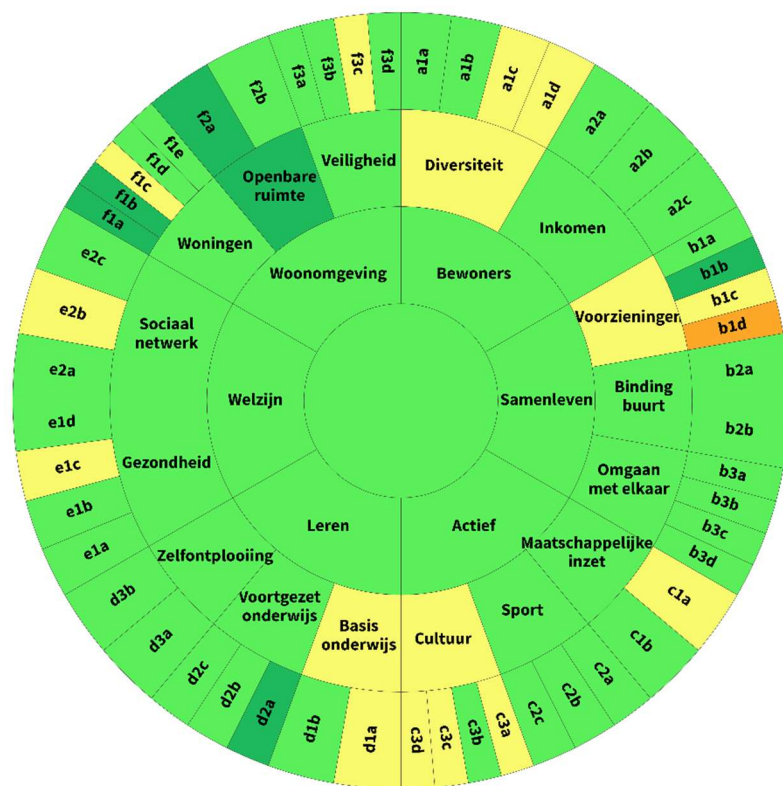 a1a
a1b
a1c
a1d
a2a
a2b
a2c
b1a
b1b
b1c
b1d
b2a
b2b
b3a
b3b
b3c
b3d
c1a
c1b
c2a
c2b
c2c
c3a
c3b
c3c
c3d
d1a
d1b
d2a
d2b
d2c
d3a
d3b
e1a
e1b
e1c
e1d
e2a
e2b
e2c
f1a
f1b
f1c
f1d
f1e
f2a
f2b
f3a
f3b
f3c
f3d
Diversiteit
Inkomen
Voorzieningen
Binding
buurt
Omgaan
met elkaar
Maatschappelijke
inzet
Sport
Cultuur
Basis
onderwijs
Voortgezet
onderwijs
Zelfontplooiing
Gezondheid
Sociaal
netwerk
Woningen
Openbare
ruimte
Veiligheid
Bewoners
Samenleven
Actief
Leren
Welzijn
Woonomgeving